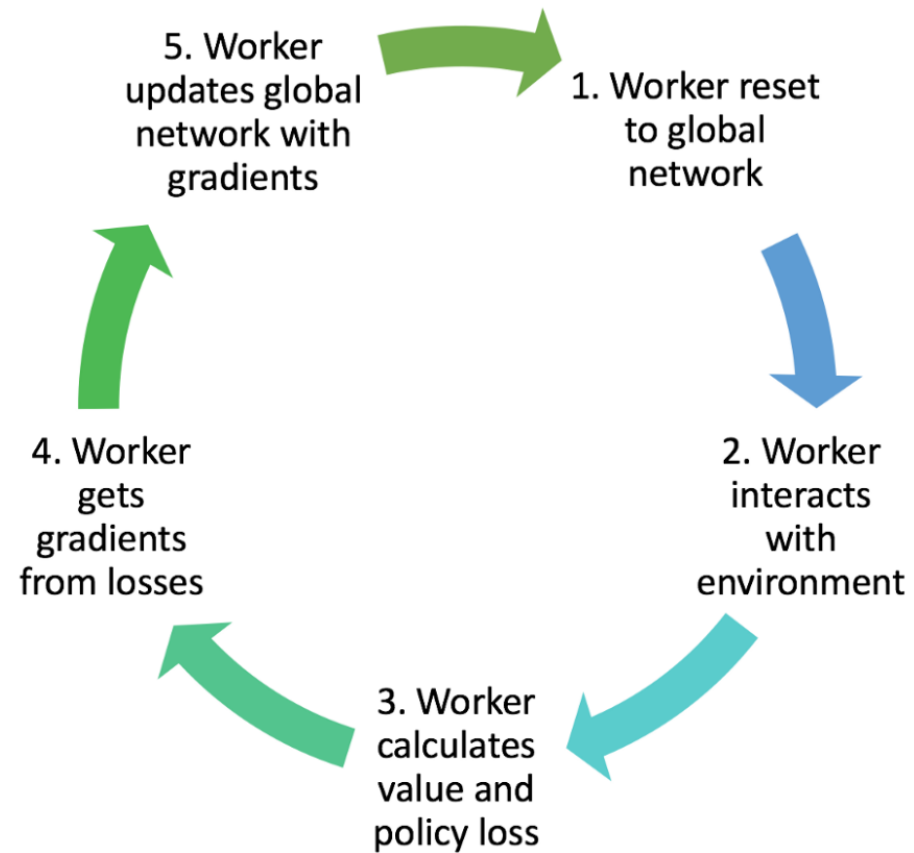 1. Worker reset
to global
network
2. Worker
interacts
with
environment
3. Worker
calculates
value and
policy loss
4. Worker
gets
gradients
from losses
5. Worker
updates global
network with
gradients